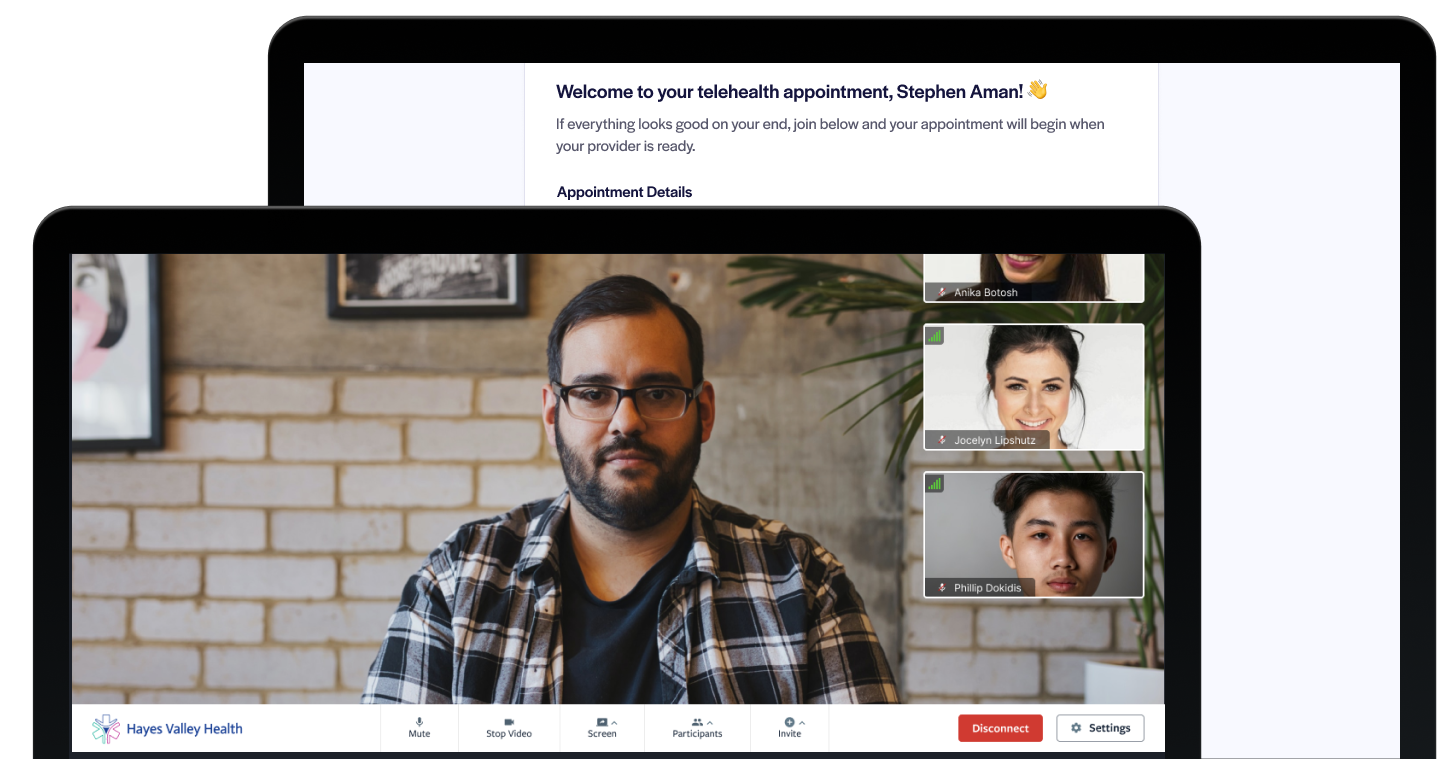 Welcome to your telehealth appointment, Stephen Aman! 👋
If everything looks good on your end, join below and your appointment will begin when
your provider is ready.
Appointment Details
Anika Botosh
Jocelyn Lipshutz
Phillip Dokidis
Hayes Valley Health
Mute
Stop Video
Screen
Participants
Invite
Disconnect
Settings